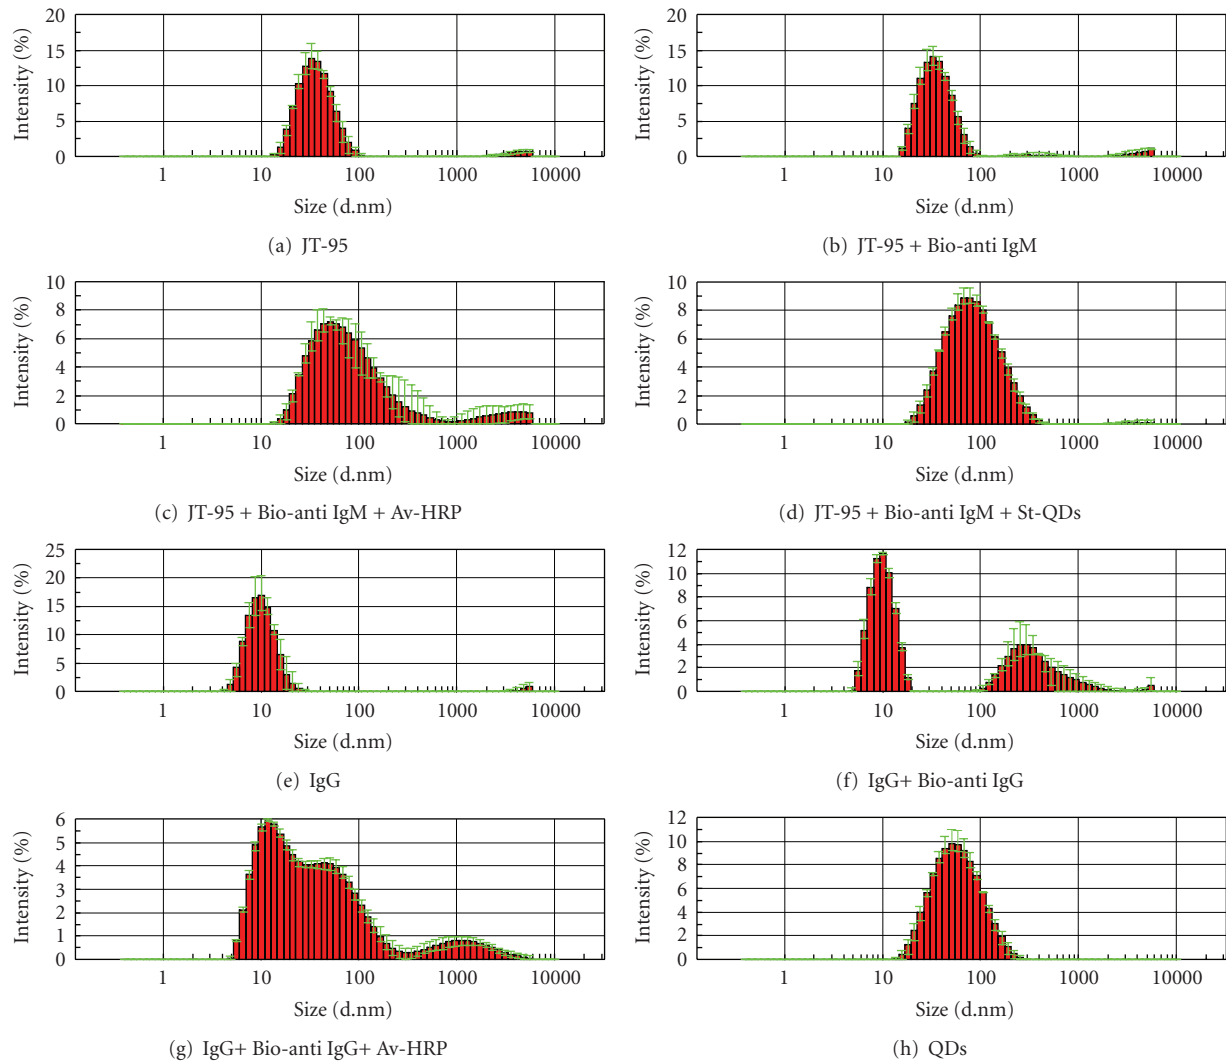 20
15
10
5
0
Intensity (%)
1 10 100 1000 10000
Size (d.nm)
(a) JT-95
20
15
10
5
0
Intensity (%)
1 10 100 1000 10000
Size (d.nm)
(b) JT-95 + Bio-anti IgM
10
8
6
4
2
0
Intensity (%)
1 10 100 1000 10000
Size (d.nm)
(c) JT-95 + Bio-anti IgM + Av-HRP
10
8
6
4
2
0
Intensity (%)
1 10 100 1000 10000
Size (d.nm)
(d) JT-95 + Bio-anti IgM + St-QDs
25
20
15
10
5
0
Intensity (%)
1 10 100 1000 10000
Size (d.nm)
(e) IgG
12
10
8
6
4
2
0
Intensity (%)
1 10 100 1000 10000
Size (d.nm)
(f) IgG+ Bio-anti IgG
6
5
4
3
2
1
0
Intensity (%)
1 10 100 1000 10000
Size (d.nm)
(g) IgG+ Bio-anti IgG+ Av-HRP
12
10
8
6
4
2
0
Intensity (%)
1 10 100 1000 10000
Size (d.nm)
(h) QDs